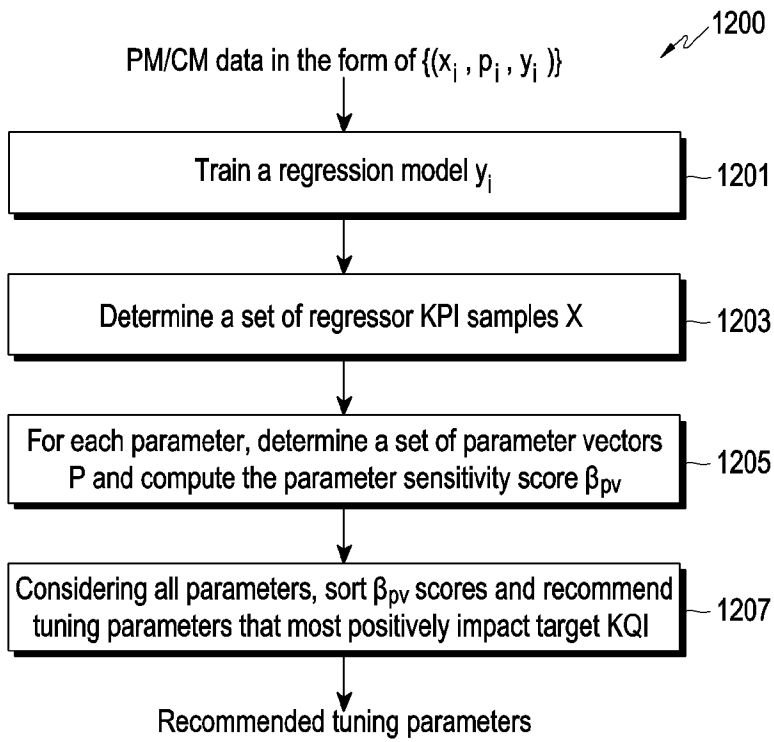 1200
PM/CM data in the form of {(xᵢ , pᵢ , yᵢ )}
Train a regression model yᵢ
1201
Determine a set of regressor KPI samples X
1203
For each parameter, determine a set of parameter vectors
P and compute the parameter sensitivity score βpv
1205
Considering all parameters, sort βpv scores and recommend
tuning parameters that most positively impact target KQI
1207
Recommended tuning parameters